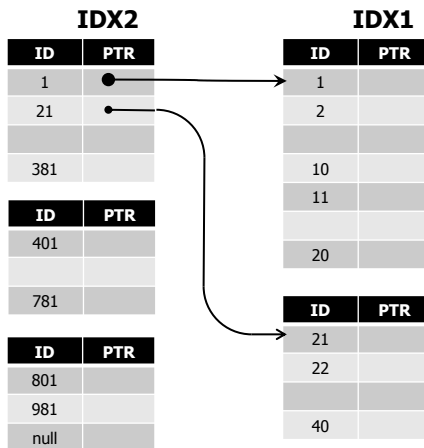 IDX2
ID PTR
1
21
381
ID PTR
401
781
ID PTR
801
981
null
IDX1
ID PTR
1
2
10
11
20
ID PTR
21
22
40